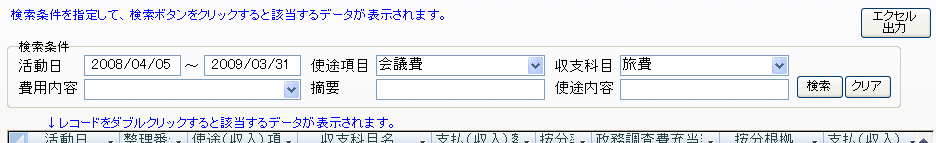 検索条件を指定して、検索ボタンをクリックすると該当するデータが表示されます。
エクセル
出力
検索条件
活動日 2008/04/05 ～ 2009/03/31 使途項目 会議費 収支科目 旅費
費用内容 摘要 使途内容 検索 クリア
↓レコードをダブルクリックすると該当するデータが表示されます。
活動日 整理番 使途(収入)項 収支科目名 支払(収入) 按分 政務調査費充当 按分根拠 支払(収入)